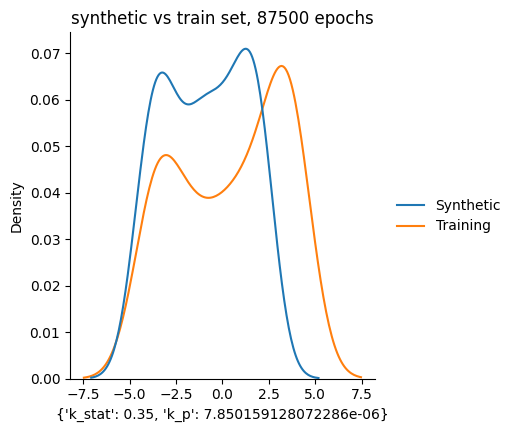 synthetic vs train set, 87500 epochs
0.07
0.06
0.05
0.04
0.03
0.02
0.01
0.00
Density
−7.5 −5.0 −2.5 0.0 2.5 5.0 7.5
{'k_stat': 0.35, 'k_p': 7.850159128072286e-06}
Synthetic
Training